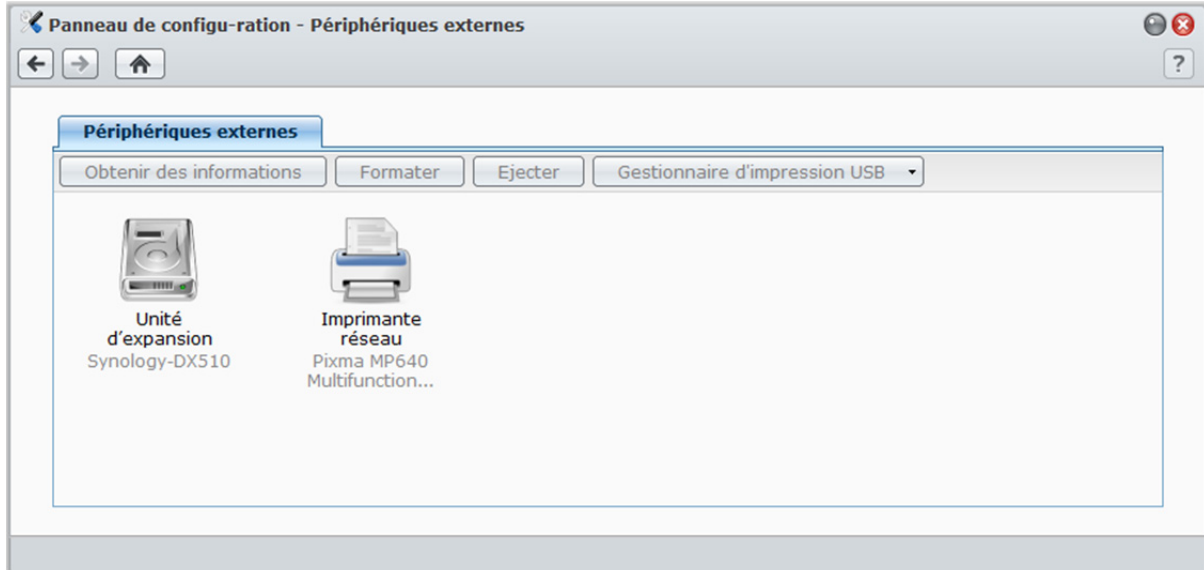 Panneau de configu-ration - Périphériques externes
?
Périphériques externes
Obtenir des informations Formater Ejecter Gestionnaire d'impression USB
Unité
d'expansion
Synology-DX510
Imprimante
réseau
Pixma MP640
Multifunction...